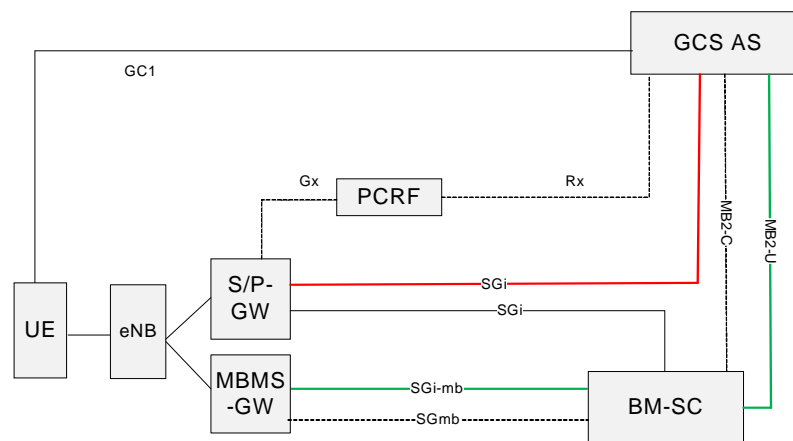 GCS AS
GC1
Gx
Rx
PCRF
MB2-C
MB2-U
S/P-
GW
SGi
SGi
UE
eNB
MBMS
-GW
SGi-mb
SGmb
BM-SC